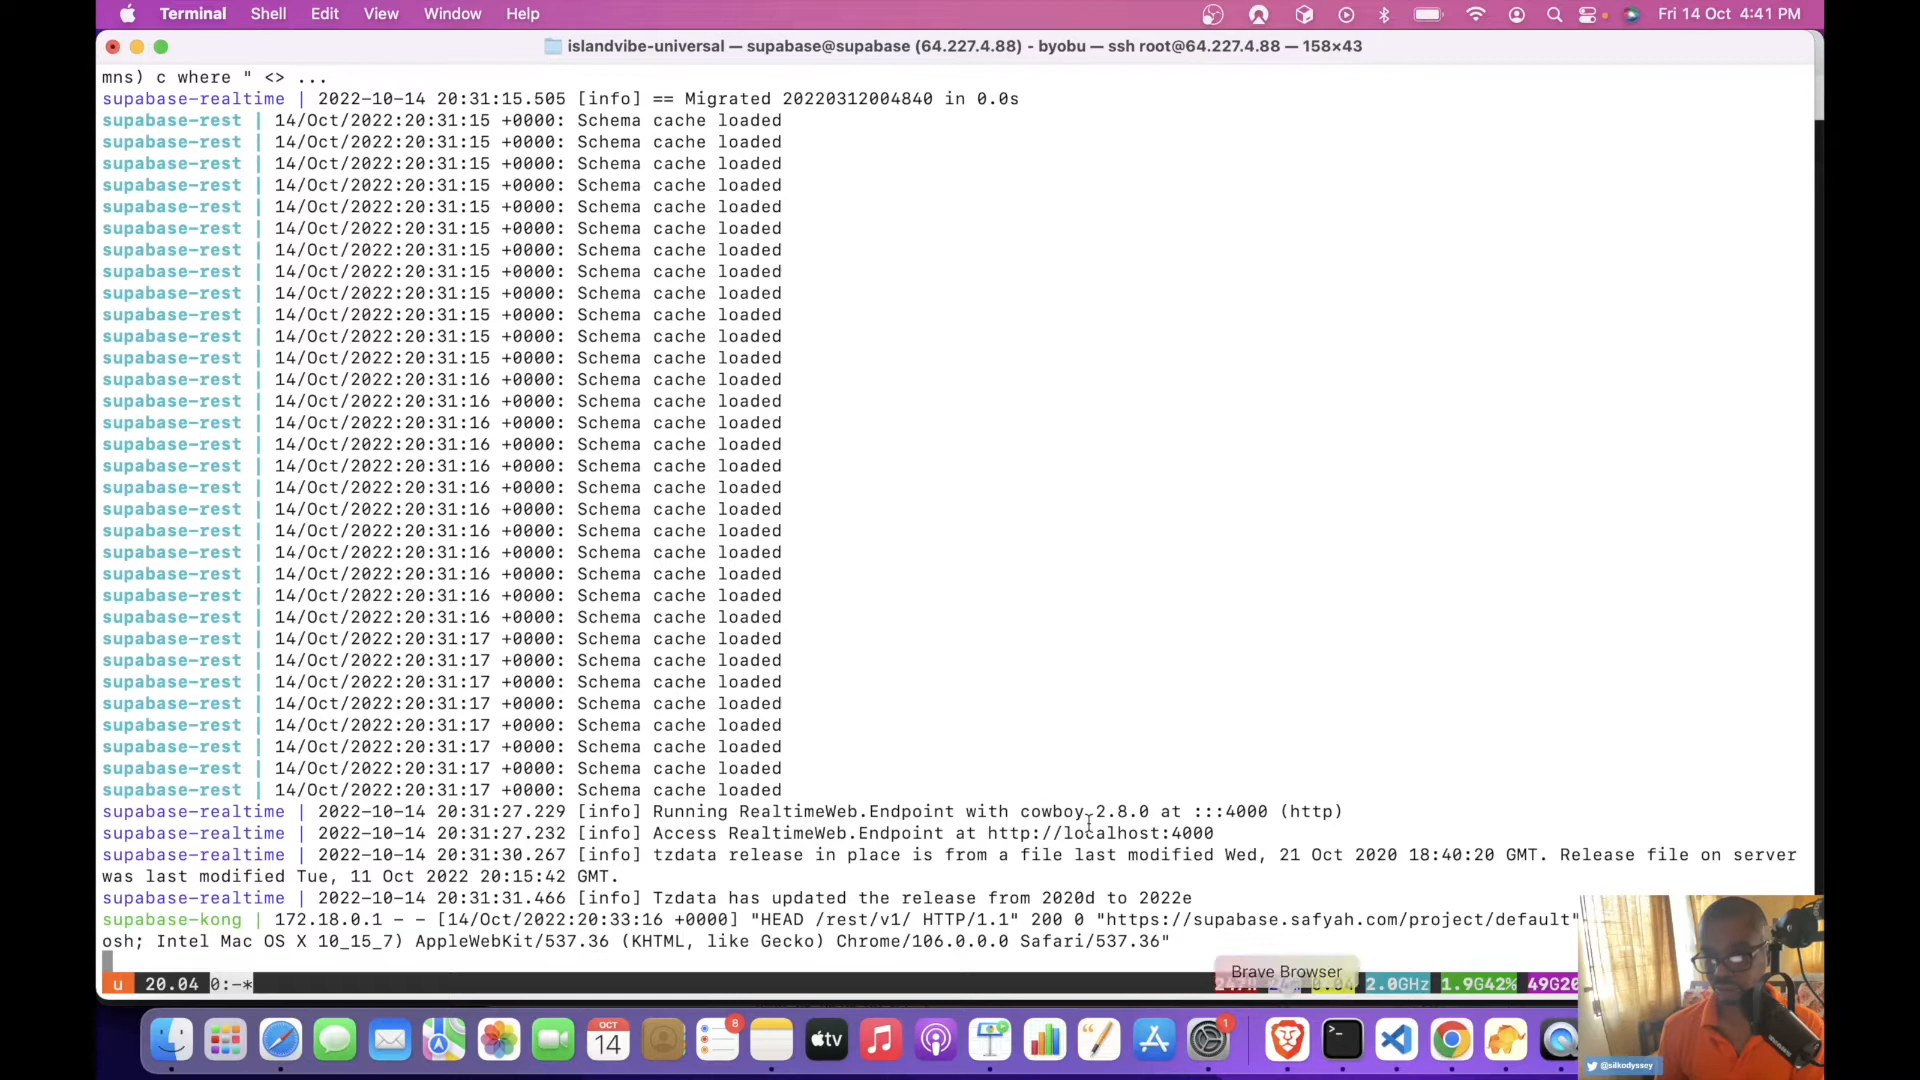 Terminal Shell Edit View Window Help Fri 14 Oct 4:41 PM
islandvibe-universal — supabase@supabase (64.227.4.88) - byobu — ssh root@64.227.4.88 — 158×43
mns) c where " <> ...
supabase-realtime | 2022-10-14 20:31:15.505 [info] == Migrated 20220312004840 in 0.0s
supabase-rest | 14/Oct/2022:20:31:15 +0000: Schema cache loaded
supabase-rest | 14/Oct/2022:20:31:15 +0000: Schema cache loaded
supabase-rest | 14/Oct/2022:20:31:15 +0000: Schema cache loaded
supabase-rest | 14/Oct/2022:20:31:15 +0000: Schema cache loaded
supabase-rest | 14/Oct/2022:20:31:15 +0000: Schema cache loaded
supabase-rest | 14/Oct/2022:20:31:15 +0000: Schema cache loaded
supabase-rest | 14/Oct/2022:20:31:15 +0000: Schema cache loaded
supabase-rest | 14/Oct/2022:20:31:15 +0000: Schema cache loaded
supabase-rest | 14/Oct/2022:20:31:15 +0000: Schema cache loaded
supabase-rest | 14/Oct/2022:20:31:15 +0000: Schema cache loaded
supabase-rest | 14/Oct/2022:20:31:15 +0000: Schema cache loaded
supabase-rest | 14/Oct/2022:20:31:15 +0000: Schema cache loaded
supabase-rest | 14/Oct/2022:20:31:16 +0000: Schema cache loaded
supabase-rest | 14/Oct/2022:20:31:16 +0000: Schema cache loaded
supabase-rest | 14/Oct/2022:20:31:16 +0000: Schema cache loaded
supabase-rest | 14/Oct/2022:20:31:16 +0000: Schema cache loaded
supabase-rest | 14/Oct/2022:20:31:16 +0000: Schema cache loaded
supabase-rest | 14/Oct/2022:20:31:16 +0000: Schema cache loaded
supabase-rest | 14/Oct/2022:20:31:16 +0000: Schema cache loaded
supabase-rest | 14/Oct/2022:20:31:16 +0000: Schema cache loaded
supabase-rest | 14/Oct/2022:20:31:16 +0000: Schema cache loaded
supabase-rest | 14/Oct/2022:20:31:16 +0000: Schema cache loaded
supabase-rest | 14/Oct/2022:20:31:16 +0000: Schema cache loaded
supabase-rest | 14/Oct/2022:20:31:16 +0000: Schema cache loaded
supabase-rest | 14/Oct/2022:20:31:17 +0000: Schema cache loaded
supabase-rest | 14/Oct/2022:20:31:17 +0000: Schema cache loaded
supabase-rest | 14/Oct/2022:20:31:17 +0000: Schema cache loaded
supabase-rest | 14/Oct/2022:20:31:17 +0000: Schema cache loaded
supabase-rest | 14/Oct/2022:20:31:17 +0000: Schema cache loaded
supabase-rest | 14/Oct/2022:20:31:17 +0000: Schema cache loaded
supabase-rest | 14/Oct/2022:20:31:17 +0000: Schema cache loaded
supabase-rest | 14/Oct/2022:20:31:17 +0000: Schema cache loaded
supabase-realtime | 2022-10-14 20:31:27.229 [info] Running RealtimeWeb.Endpoint with cowboy 2.8.0 at :::4000 (http)
supabase-realtime | 2022-10-14 20:31:27.232 [info] Access RealtimeWeb.Endpoint at http://localhost:4000
supabase-realtime | 2022-10-14 20:31:30.267 [info] tzdata release in place is from a file last modified Wed, 21 Oct 2020 18:40:20 GMT. Release file on server
was last modified Tue, 11 Oct 2022 20:15:42 GMT.
supabase-realtime | 2022-10-14 20:31:31.466 [info] Tzdata has updated the release from 2020d to 2022e
supabase-kong | 172.18.0.1 - - [14/Oct/2022:20:33:16 +0000] "HEAD /rest/v1/ HTTP/1.1" 200 0 "https://supabase.safyah.com/project/default"
osh; Intel Mac OS X 10_15_7) AppleWebKit/537.36 (KHTML, like Gecko) Chrome/106.0.0.0 Safari/537.36"
Brave Browser
u 20.04 0:-* 2.0GHz 1.9G42% 49G20
OCT
14
8
tv
1
@silkodyssey